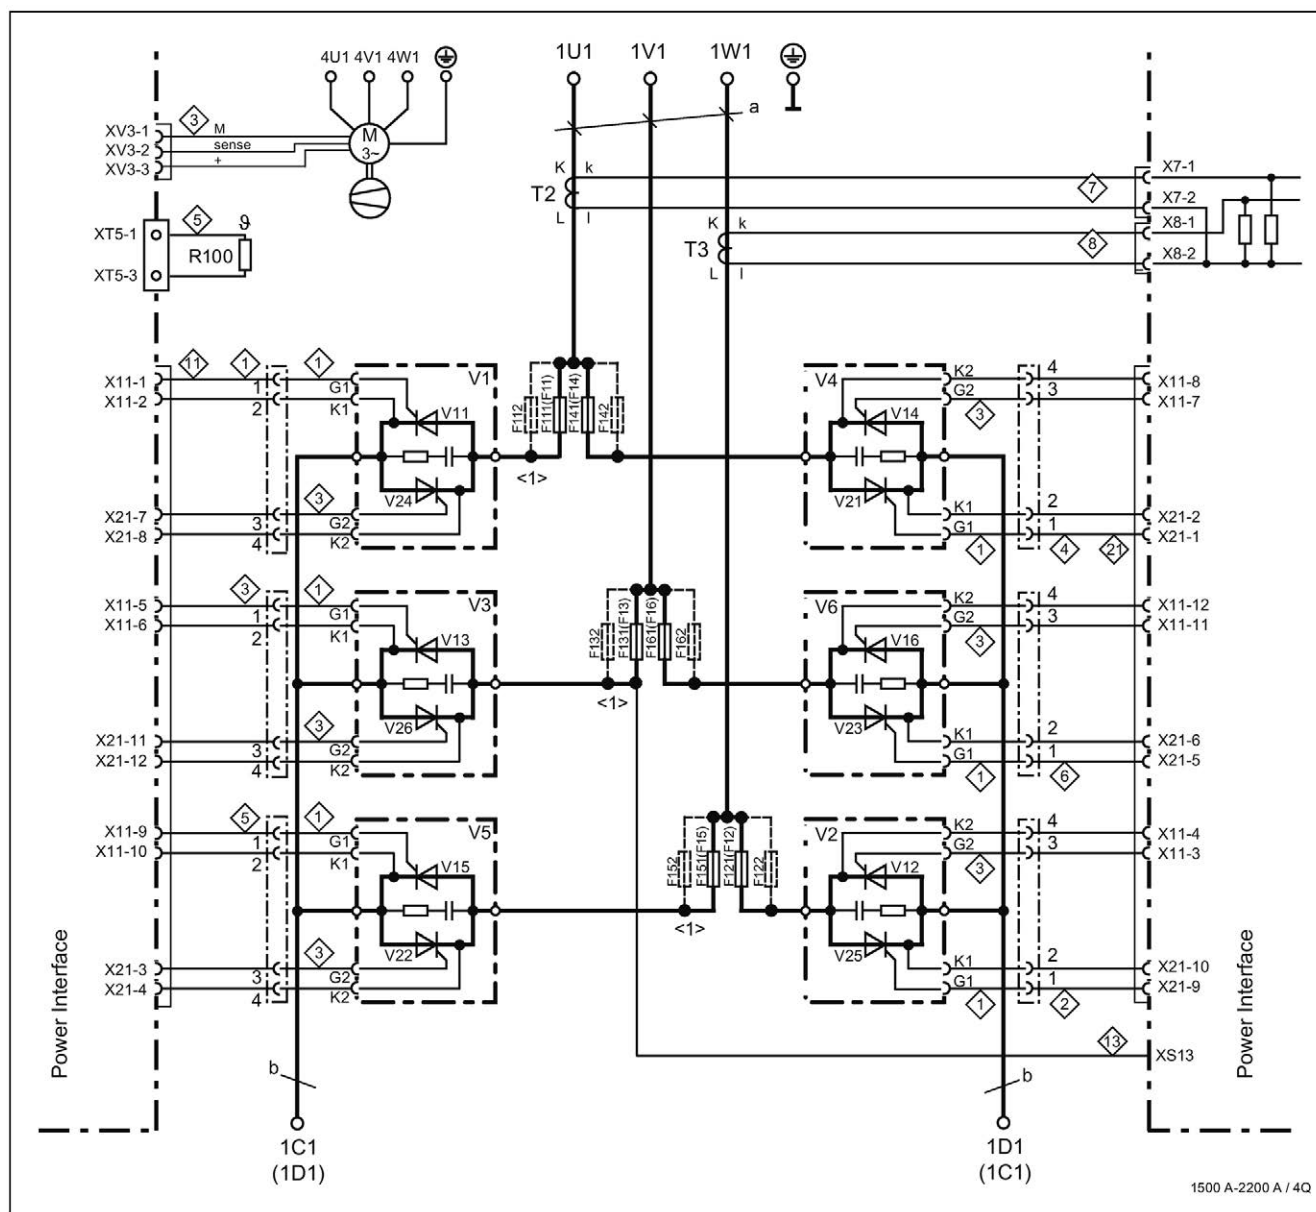 4U1 4V1 4W1
1U1 1V1 1W1
a
XV3-1 3 M
XV3-2 sense
XV3-3 +
M
3~
XT5-1 5 ϑ
R100
XT5-3
K k
T2
L l
K k
T3
L l
7 X7-1
X7-2
8 X8-1
X8-2
11 1 1
X11-1 1 G1 V1
X11-2 2 K1 V11
F112 F111(F11) F141(F14) F142
<1>
V24
3
X21-7 3 G2
X21-8 4 K2
V4 K2 4 X11-8
V14 G2 3 X11-7
3
V21
K1 2 X21-2
G1 1 X21-1
1 4 21
3 1
X11-5 1 G1 V3
X11-6 2 K1 V13
F132 F131(F13) F161(F16) F162
<1>
V26
3
X21-11 3 G2
X21-12 4 K2
V6 K2 4 X11-12
V16 G2 3 X11-11
3
V23
K1 2 X21-6
G1 1 X21-5
1 6
5 1
X11-9 1 G1 V5
X11-10 2 K1 V15
F152 F151(F15) F121(F12) F122
<1>
V22
3
X21-3 3 G2
X21-4 4 K2
V2 K2 4 X11-4
V12 G2 3 X11-3
3
V25
K1 2 X21-10
G1 1 X21-9
1 2
Power Interface
Power Interface
13 XS13
b
b
1C1
(1D1)
1D1
(1C1)
1500 A-2200 A / 4Q